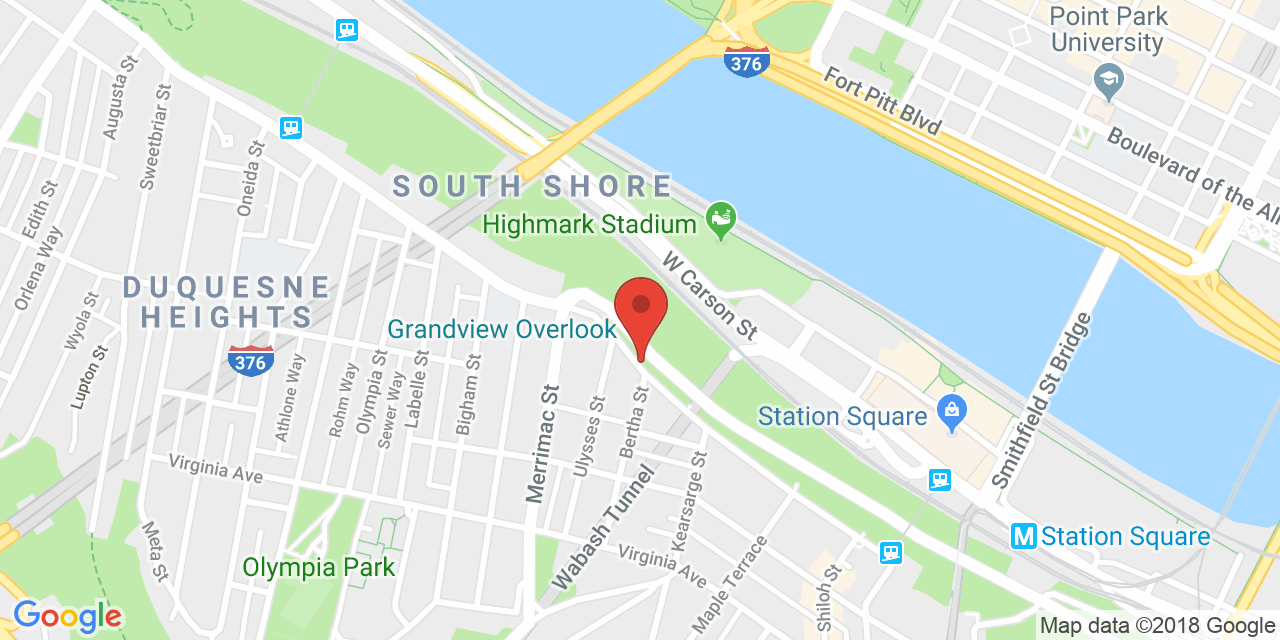 Point Park
University
376
Fort Pitt Blvd
Boulevard of the Al
Augusta St
Sweetbriar St
Oneida St
SOUTH SHORE
Edith St
Highmark Stadium
Orlena Way
W Carson St
DUQUESNE
HEIGHTS
Wyola St
Grandview Overlook
376
Lupton St
Athlone Way
Rohm Way
Olympia St
Sewer Way
Labelle St
Bigham St
Merrimac St
Ulysses St
Bertha St
Station Square
Smithfield St Bridge
Virginia Ave
Kearsarge St
Wabash Tunnel
Meta St
M Station Square
Olympia Park
Virginia Ave
Maple Terrace
Shiloh St
Google
Map data ©2018 Google